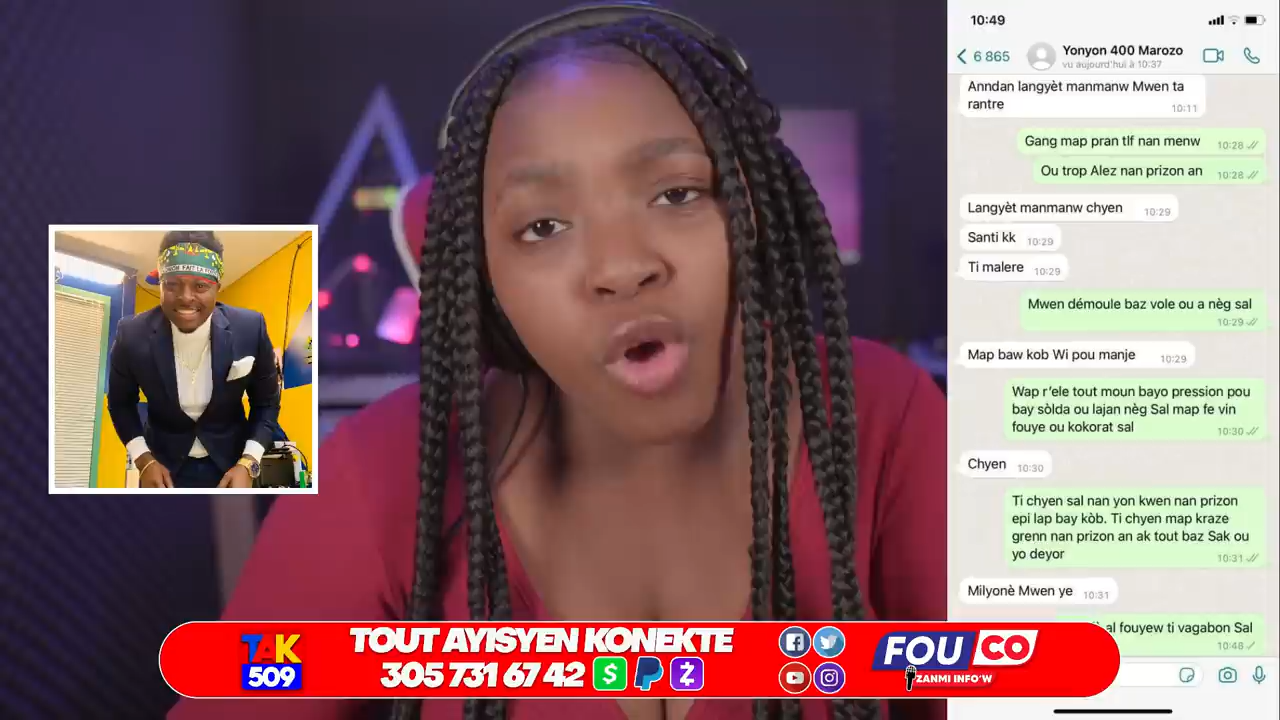 10:49
6 865
Yonyon 400 Marozo
vu aujourd'hui à 10:37
Anndan langyèt manmanw Mwen ta
rantre
10:11
Gang map pran tlf nan menw
10:28
Ou trop Alez nan prizon an
10:28
Langyèt manmanw chyen
10:29
Santi kk
10:29
Ti malere
10:29
Mwen démoule baz vole ou a nèg sal
10:29
Map baw kob Wi pou manje
10:29
Wap r'ele tout moun bayo pression pou
bay sòlda ou lajan nèg Sal map fe vin
fouye ou kokorat sal
10:30
Chyen
10:30
Ti chyen sal nan yon kwen nan prizon
epi lap bay kòb. Ti chyen map kraze
grenn nan prizon an ak tout baz Sak ou
yo deyor
10:31
Milyonè Mwen ye
10:31
al fouyew ti vagabon Sal
10:48
TAK
509
TOUT AYISYEN KONEKTE
305 731 67 42
FOUCO
ZANMI INFO'W